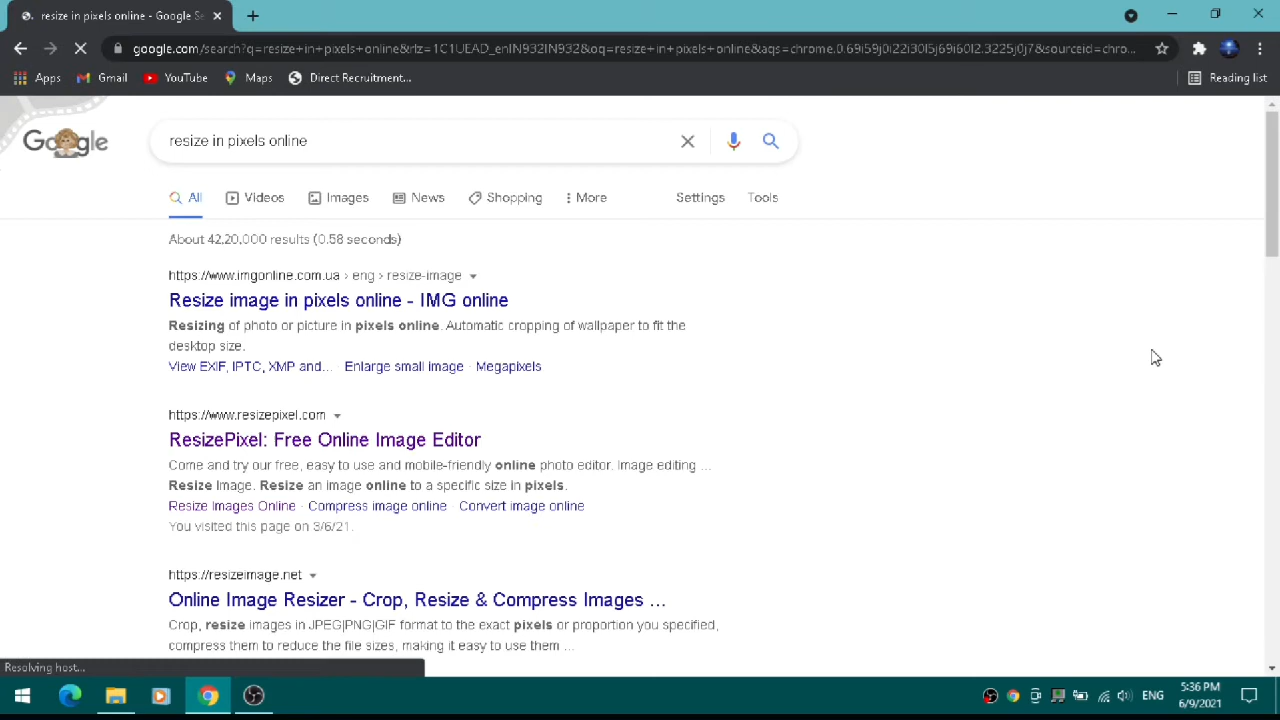 resize in pixels online - Google Se
google.com/search?q=resize+in+pixels+online&rlz=1C1UEAD_enIN932IN932&oq=resize+in+pixels+online&aqs=chrome.0.69i59j0i22i30l5j69i60l2.3225j0j7&sourceid=chro...
Apps Gmail YouTube Maps Direct Recruitment... Reading list
Google resize in pixels online
All Videos Images News Shopping More Settings Tools
About 42,20,000 results (0.58 seconds)
https://www.imgonline.com.ua › eng › resize-image
Resize image in pixels online - IMG online
Resizing of photo or picture in pixels online. Automatic cropping of wallpaper to fit the
desktop size.
View EXIF, IPTC, XMP and... · Enlarge small image · Megapixels
https://www.resizepixel.com
ResizePixel: Free Online Image Editor
Come and try our free, easy to use and mobile-friendly online photo editor. Image editing ...
Resize Image. Resize an image online to a specific size in pixels.
Resize Images Online · Compress image online · Convert image online
You visited this page on 3/6/21.
https://resizeimage.net
Online Image Resizer - Crop, Resize & Compress Images ...
Crop, resize images in JPEG|PNG|GIF format to the exact pixels or proportion you specified,
compress them to reduce the file sizes, making it easy to use them ...
Resolving host...
ENG 5:36 PM
6/9/2021